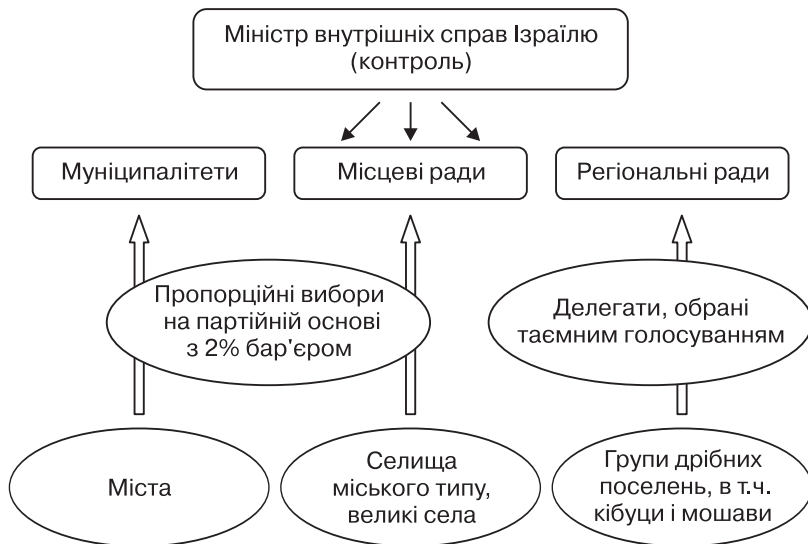 Міністр внутрішніх справ Ізраїлю
(контроль)
Муніципалітети
Місцеві ради
Регіональні ради
Пропорційні вибори
на партійній основі
з 2% бар'єром
Делегати, обрані
таємним голосуванням
Міста
Селища
міського типу,
великі села
Групи дрібних
поселень, в т.ч.
кібуци і мошави